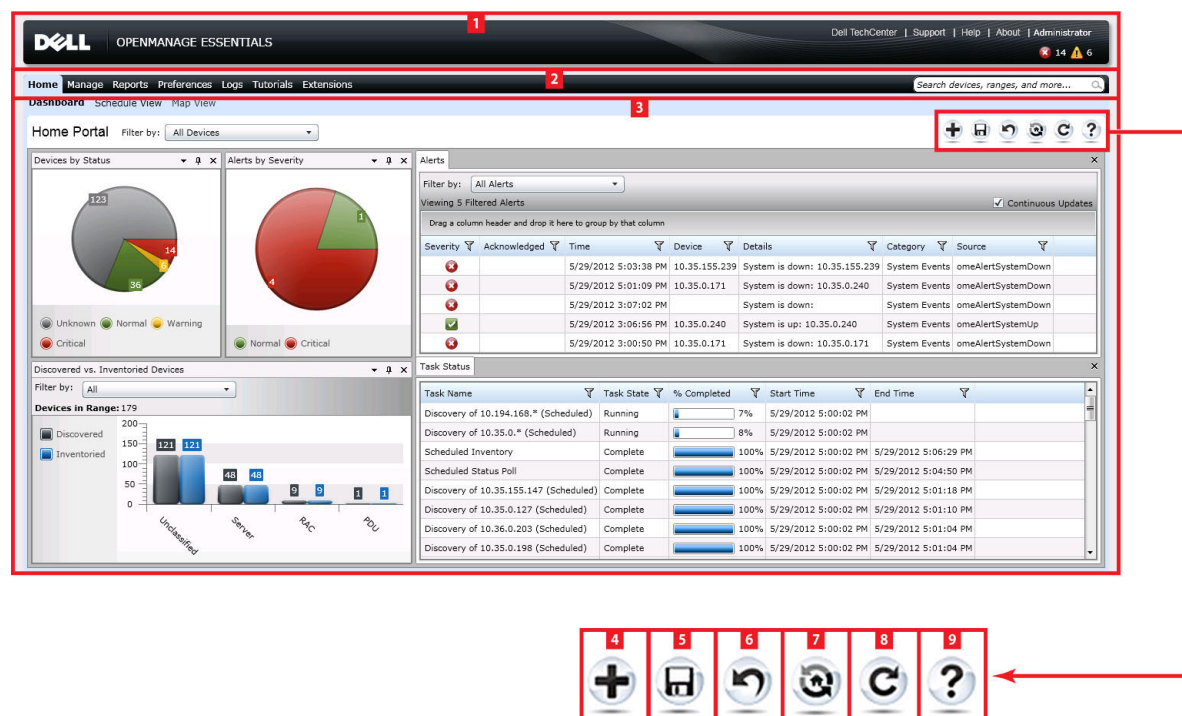 1
DELL OPENMANAGE ESSENTIALS
Dell TechCenter | Support | Help | About | Administrator
14 6
2
Home Manage Reports Preferences Logs Tutorials Extensions
Search devices, ranges, and more...
3
Dashboard Schedule View Map View
Home Portal Filter by: All Devices
Devices by Status
123
14
6
36
Unknown Normal Warning
Critical
Alerts by Severity
1
4
Normal Critical
Alerts
Filter by: All Alerts
Viewing 5 Filtered Alerts Continuous Updates
Drag a column header and drop it here to group by that column
Severity Acknowledged Time Device Details Category Source
5/29/2012 5:03:38 PM 10.35.155.239 System is down: 10.35.155.239 System Events omeAlertSystemDown
5/29/2012 5:01:09 PM 10.35.0.171 System is down: 10.35.0.240 System Events omeAlertSystemDown
5/29/2012 3:07:02 PM System is down: System Events omeAlertSystemDown
5/29/2012 3:06:56 PM 10.35.0.240 System is up: 10.35.0.240 System Events omeAlertSystemUp
5/29/2012 3:00:50 PM 10.35.0.171 System is down: 10.35.0.171 System Events omeAlertSystemDown
Discovered vs. Inventoried Devices
Filter by: All
Devices in Range: 179
Discovered
Inventoried
200
150
100
50
0
121 121
48 48
9 9
1 1
Unclassified Server RAC PDU
Task Status
Task Name Task State % Completed Start Time End Time
Discovery of 10.194.168.* (Scheduled) Running 7% 5/29/2012 5:00:02 PM
Discovery of 10.35.0.* (Scheduled) Running 8% 5/29/2012 5:00:02 PM
Scheduled Inventory Complete 100% 5/29/2012 5:00:02 PM 5/29/2012 5:06:29 PM
Scheduled Status Poll Complete 100% 5/29/2012 5:00:02 PM 5/29/2012 5:04:50 PM
Discovery of 10.35.155.147 (Scheduled) Complete 100% 5/29/2012 5:00:02 PM 5/29/2012 5:01:18 PM
Discovery of 10.35.0.127 (Scheduled) Complete 100% 5/29/2012 5:00:02 PM 5/29/2012 5:01:10 PM
Discovery of 10.36.0.203 (Scheduled) Complete 100% 5/29/2012 5:00:02 PM 5/29/2012 5:01:04 PM
Discovery of 10.35.0.198 (Scheduled) Complete 100% 5/29/2012 5:00:02 PM 5/29/2012 5:01:04 PM
4 5 6 7 8 9